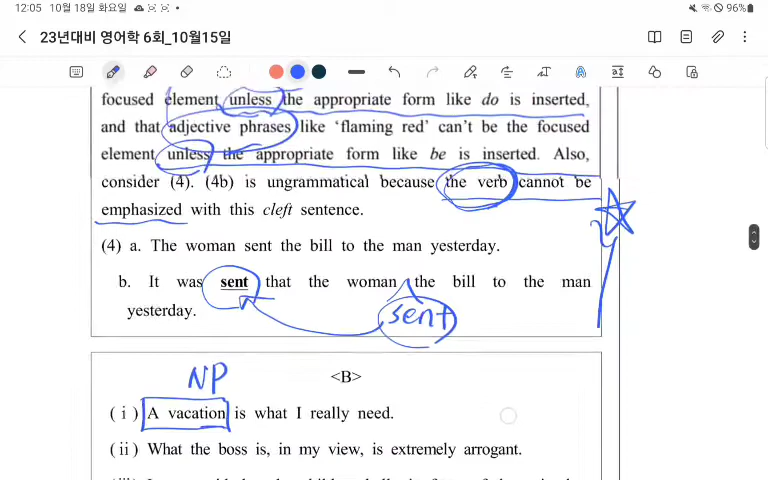 12:05 10월 18일 화요일
96%
23년대비 영어학 6회_10월15일
focused element unless the appropriate form like do is inserted,
and that adjective phrases like ‘flaming red’ can’t be the focused
element unless the appropriate form like be is inserted. Also,
consider (4). (4b) is ungrammatical because the verb cannot be
emphasized with this cleft sentence.
(4) a. The woman sent the bill to the man yesterday.
b. It was sent that the woman the bill to the man
yesterday.
sent
NP
<B>
(ⅰ) A vacation is what I really need.
(ⅱ) What the boss is, in my view, is extremely arrogant.